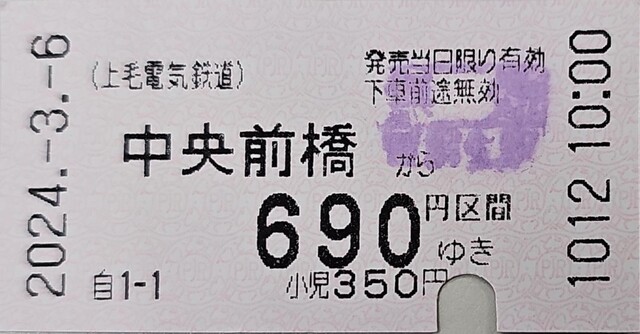 2024.-3.-6
(上毛電気鉄道)
発売当日限り有効
下車前途無効
中央前橋から
690円区間ゆき
自1-1
小児350円
1012 10:00